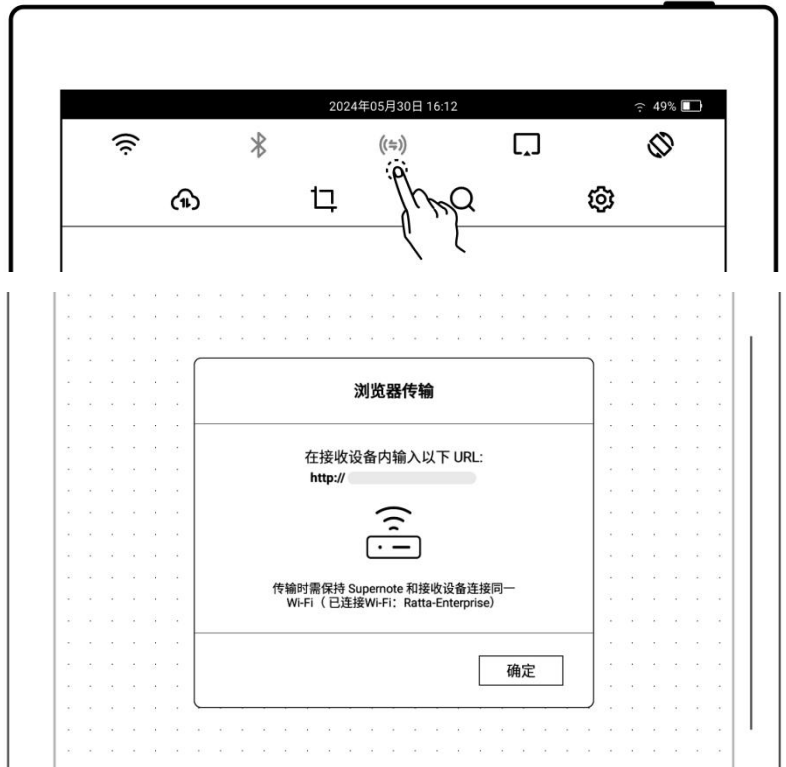 2024年05月30日 16:12
49%
浏览器传输
在接收设备内输入以下 URL:
http://
传输时需保持 Supernote 和接收设备连接同一
Wi-Fi（ 已连接Wi-Fi：Ratta-Enterprise）
确定